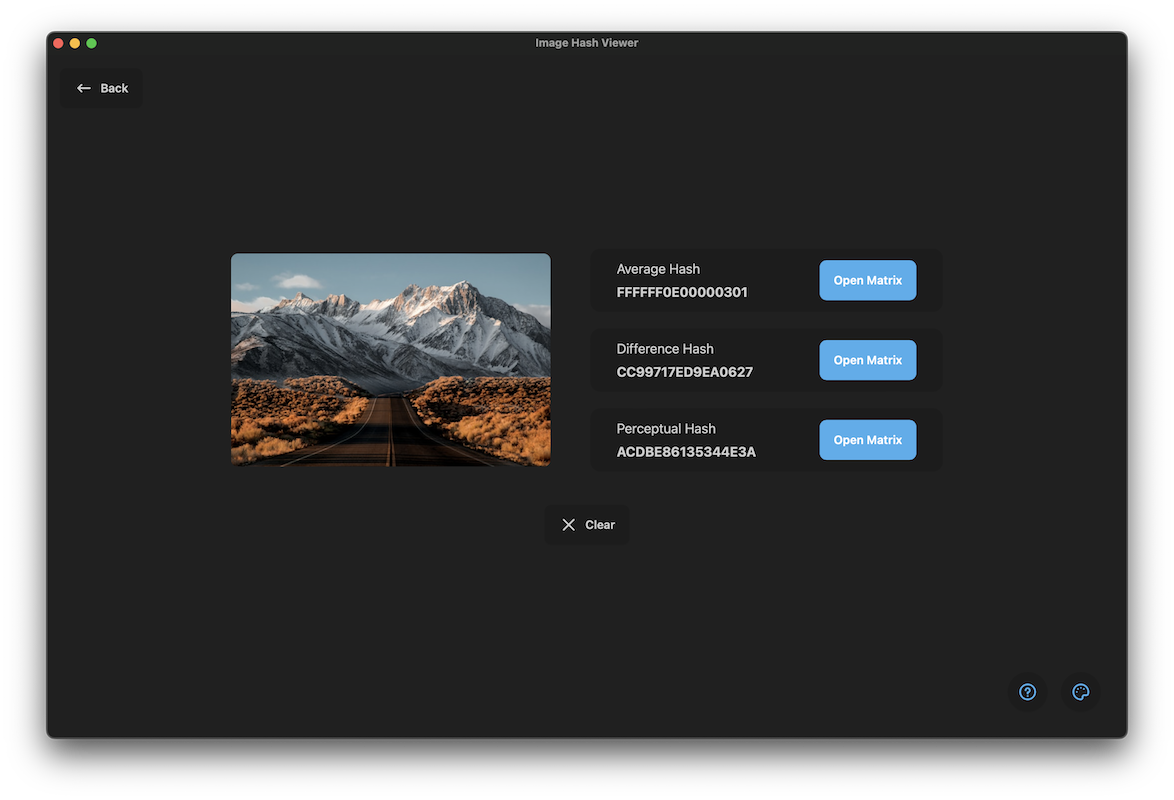 Image Hash Viewer
Back
Average Hash
FFFFFF0E00000301
Open Matrix
Difference Hash
CC99717ED9EA0627
Open Matrix
Perceptual Hash
ACDBE86135344E3A
Open Matrix
Clear